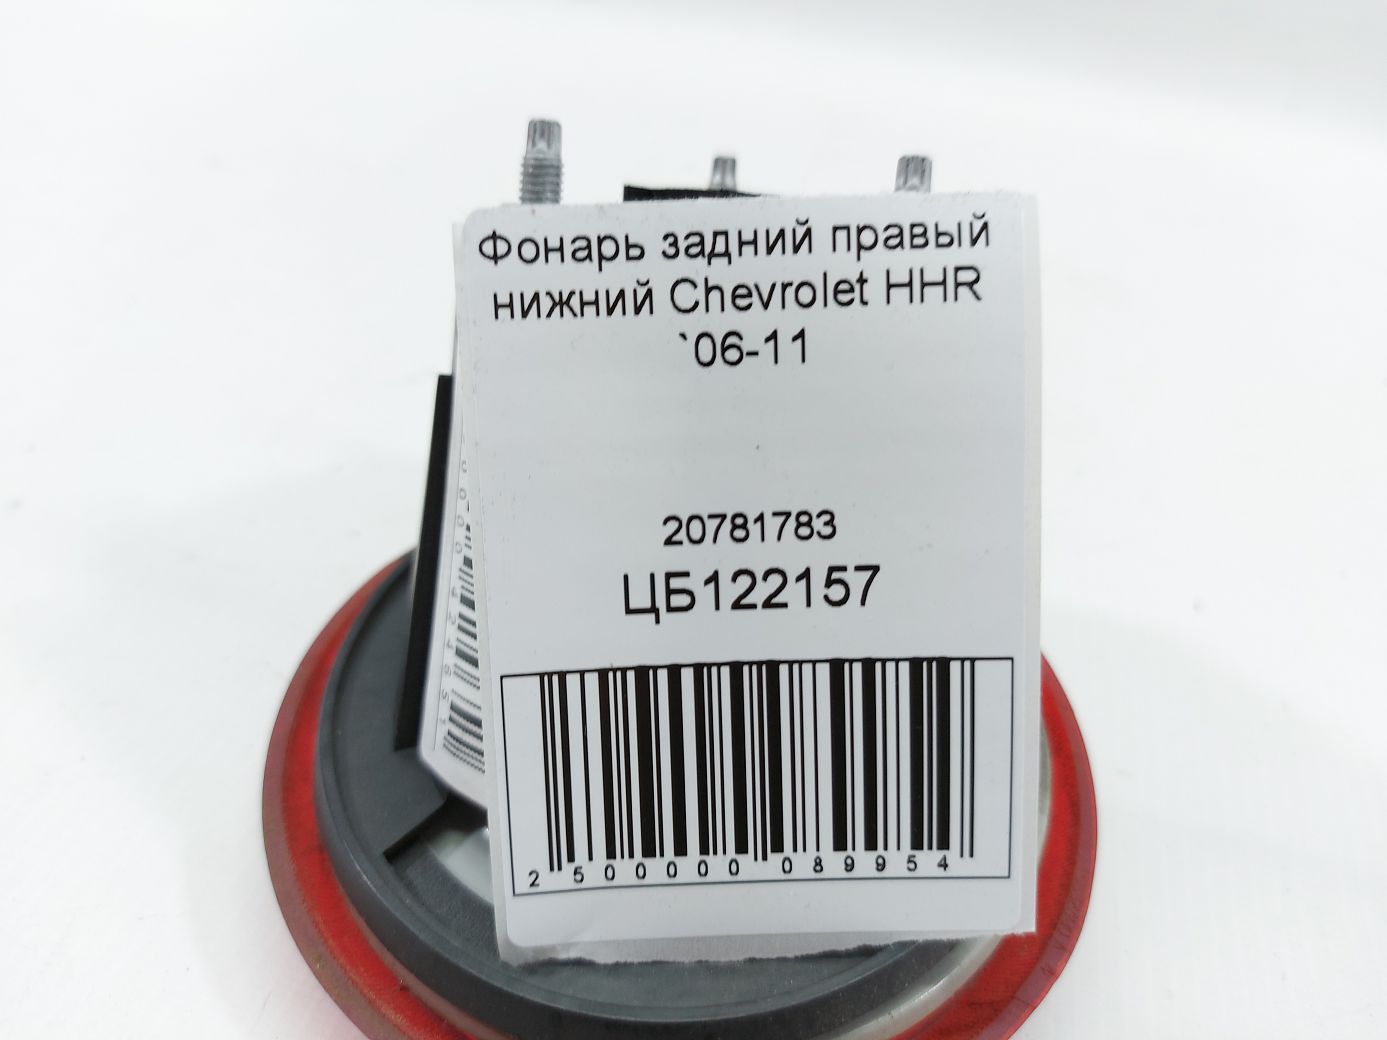 Фонарь задний правый
нижний Chevrolet HHR
`06-11
20781783
ЦБ122157
2 500000 089954